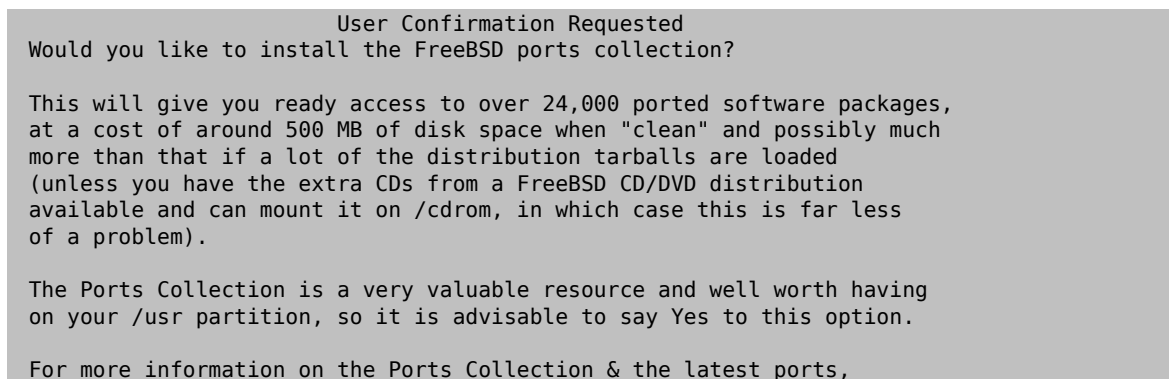 User Confirmation Requested
Would you like to install the FreeBSD ports collection?
This will give you ready access to over 24,000 ported software packages,
at a cost of around 500 MB of disk space when "clean" and possibly much
more than that if a lot of the distribution tarballs are loaded
(unless you have the extra CDs from a FreeBSD CD/DVD distribution
available and can mount it on /cdrom, in which case this is far less
of a problem).
The Ports Collection is a very valuable resource and well worth having
on your /usr partition, so it is advisable to say Yes to this option.
For more information on the Ports Collection & the latest ports,